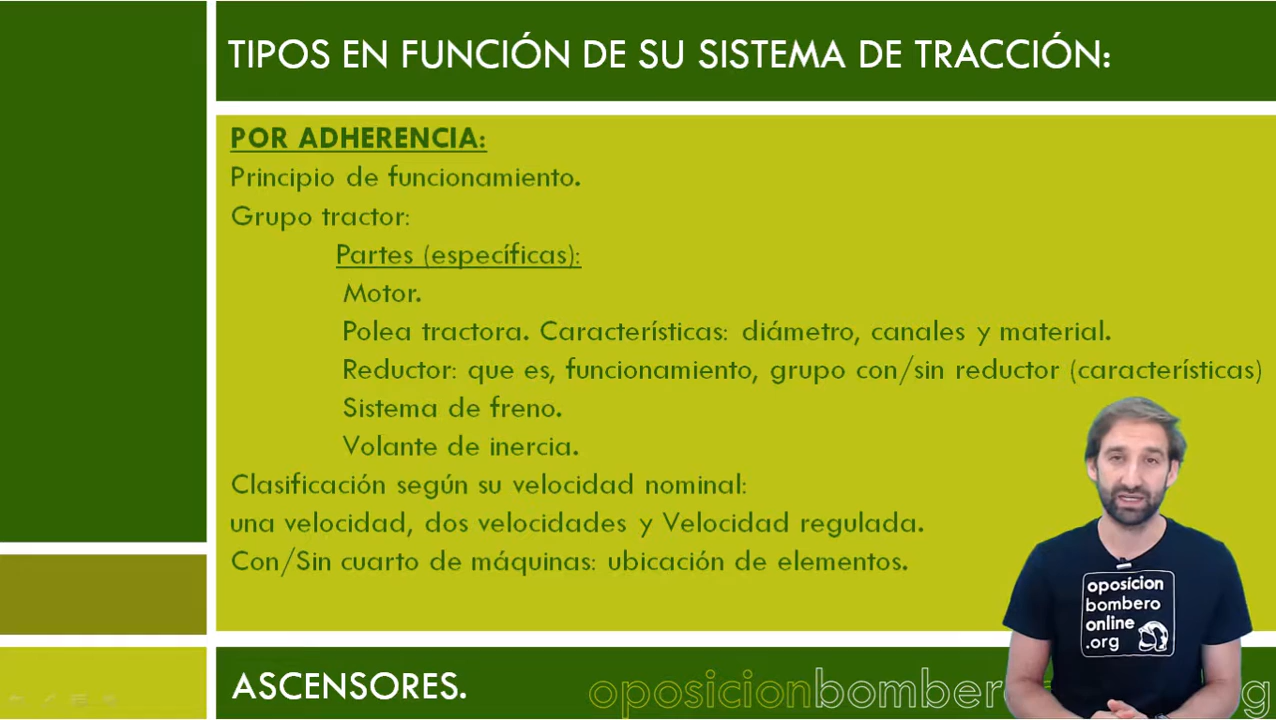 TIPOS EN FUNCIÓN DE SU SISTEMA DE TRACCIÓN:
POR ADHERENCIA:
Principio de funcionamiento.
Grupo tractor:
Partes (específicas):
Motor.
Polea tractora. Características: diámetro, canales y material.
Reductor: que es, funcionamiento, grupo con/sin reductor (características)
Sistema de freno.
Volante de inercia.
Clasificación según su velocidad nominal:
una velocidad, dos velocidades y Velocidad regulada.
Con/Sin cuarto de máquinas: ubicación de elementos.
oposicion
bombero
online
.org
ASCENSORES.
oposicionbomber
g